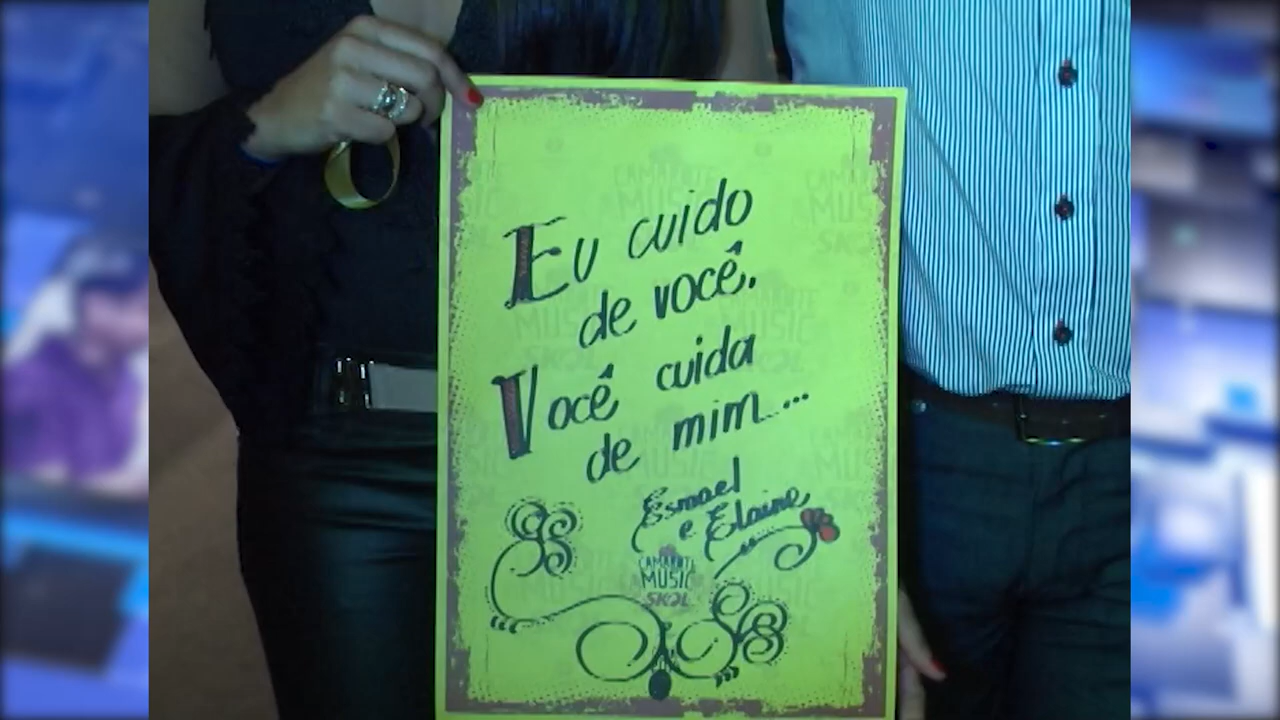 Eu cuido
de você.
Você cuida
de mim...
Esmael
e Elaine
CAMAROTE
MUSIC
SKOL